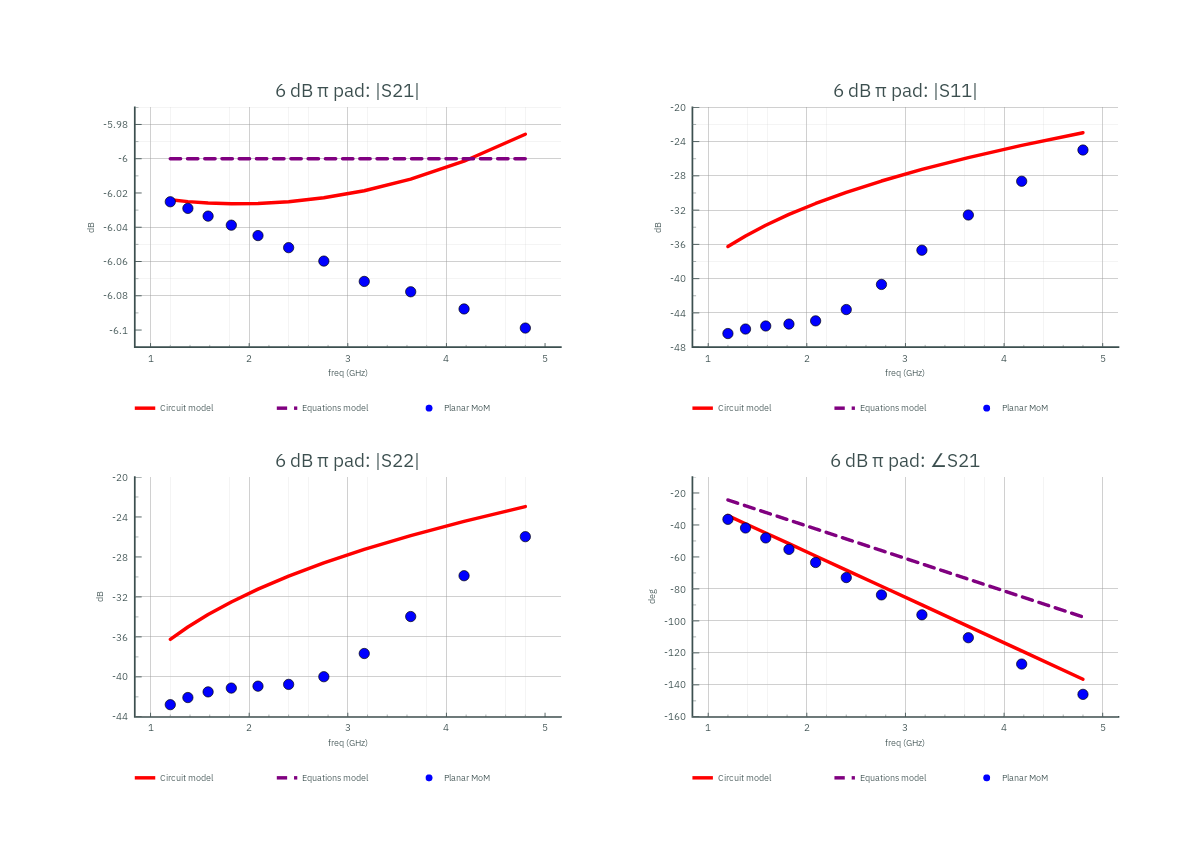 6 dB π pad: |S21|
-5.98
-6
-6.02
-6.04
-6.06
-6.08
-6.1
dB
1 2 3 4 5
freq (GHz)
Circuit model Equations model Planar MoM
6 dB π pad: |S11|
-20
-24
-28
-32
-36
-40
-44
-48
dB
1 2 3 4 5
freq (GHz)
Circuit model Equations model Planar MoM
6 dB π pad: |S22|
-20
-24
-28
-32
-36
-40
-44
dB
1 2 3 4 5
freq (GHz)
Circuit model Equations model Planar MoM
6 dB π pad: ∠S21
-20
-40
-60
-80
-100
-120
-140
-160
deg
1 2 3 4 5
freq (GHz)
Circuit model Equations model Planar MoM